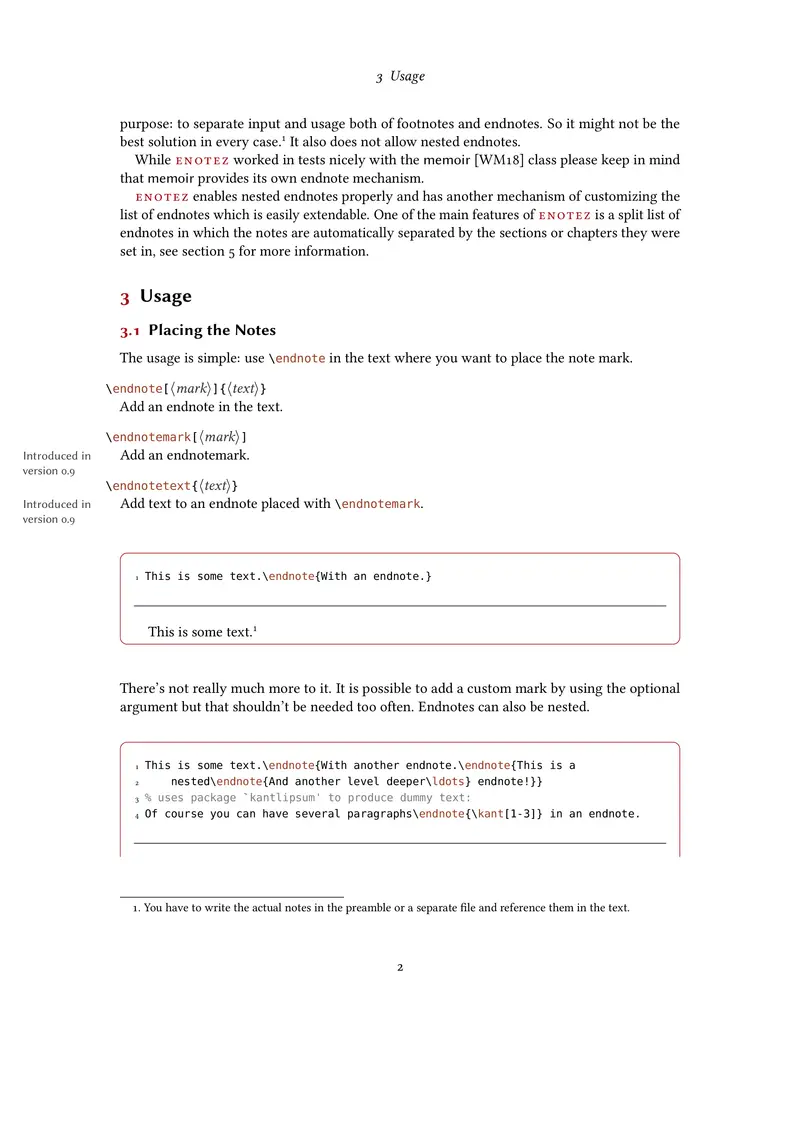 3 Usage
purpose: to separate input and usage both of footnotes and endnotes. So it might not be the
best solution in every case.¹ It also does not allow nested endnotes.
While ENOTEZ worked in tests nicely with the memoir [WM18] class please keep in mind
that memoir provides its own endnote mechanism.
ENOTEZ enables nested endnotes properly and has another mechanism of customizing the
list of endnotes which is easily extendable. One of the main features of ENOTEZ is a split list of
endnotes in which the notes are automatically separated by the sections or chapters they were
set in, see section 5 for more information.
3 Usage
3.1 Placing the Notes
The usage is simple: use \endnote in the text where you want to place the note mark.
\endnote[⟨mark⟩]{⟨text⟩}
Add an endnote in the text.
\endnotemark[⟨mark⟩]
Introduced in
version 0.9
Add an endnotemark.
\endnotetext{⟨text⟩}
Introduced in
version 0.9
Add text to an endnote placed with \endnotemark.
1 This is some text.\endnote{With an endnote.}
This is some text.¹
There's not really much more to it. It is possible to add a custom mark by using the optional
argument but that shouldn't be needed too often. Endnotes can also be nested.
1 This is some text.\endnote{With another endnote.\endnote{This is a
2 nested\endnote{And another level deeper\ldots} endnote!}}
3 % uses package `kantlipsum' to produce dummy text:
4 Of course you can have several paragraphs\endnote{\kant[1-3]} in an endnote.
1. You have to write the actual notes in the preamble or a separate file and reference them in the text.
2